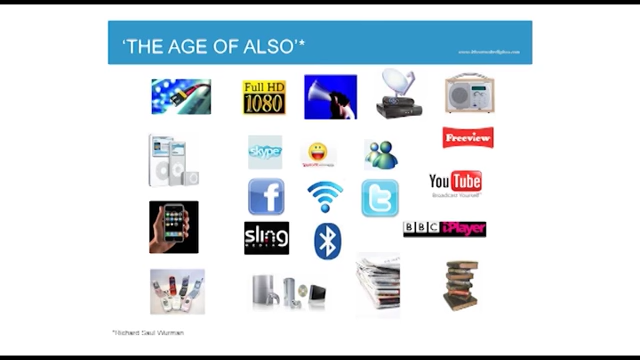 'THE AGE OF ALSO'*
Full HD
1080
Freeview
skype
YouTube
Broadcast Yourself
sling
BBC iPlayer
*Richard Saul Wurman